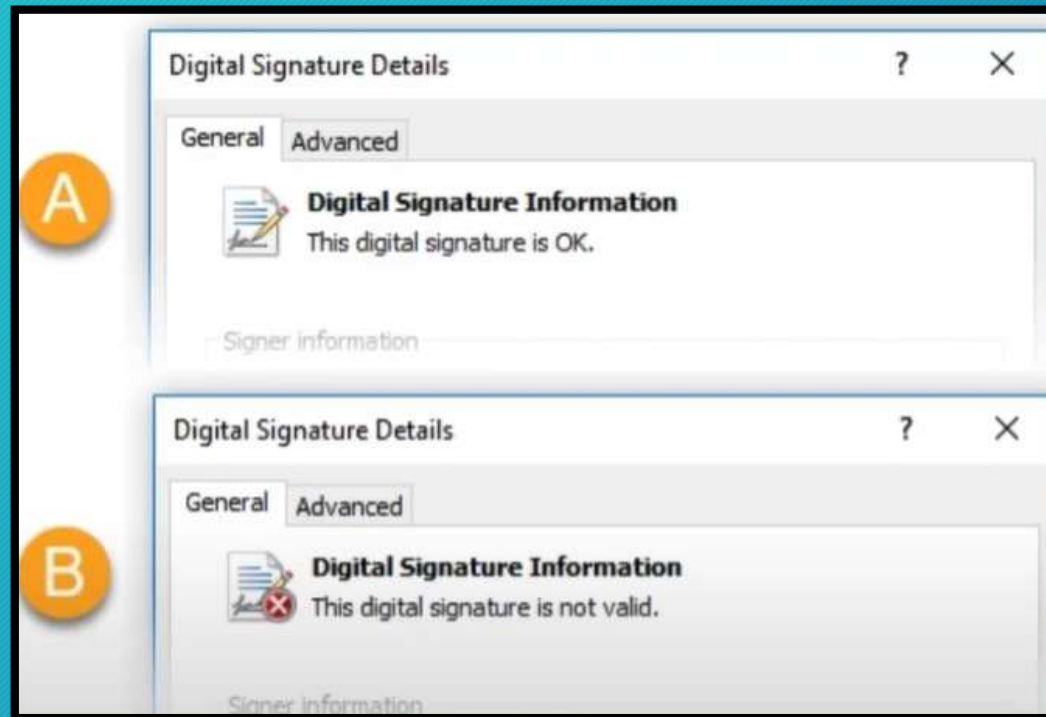 Digital Signature Details ?
General Advanced
A
Digital Signature Information
This digital signature is OK.
Signer information
Digital Signature Details ?
General Advanced
B
Digital Signature Information
This digital signature is not valid.
Signer information